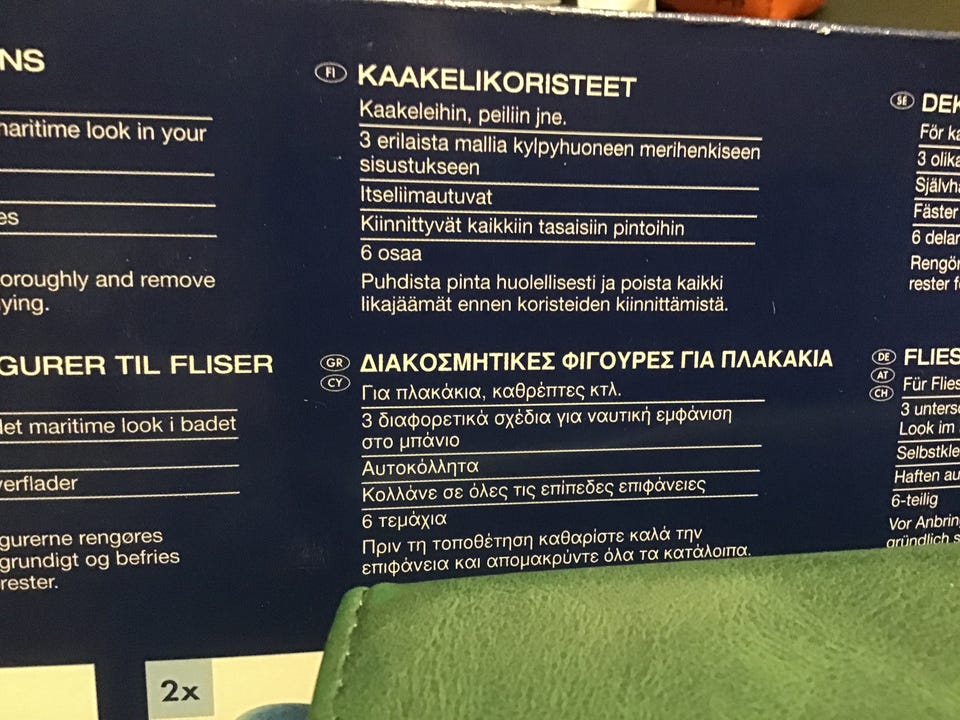 NS
maritime look in your
es
oroughly and remove
ying.
GURER TIL FLISER
det maritime look i badet
verflader
gurerne rengøres
grundigt og befries
rester.
2x
FI KAAKELIKORISTEET
Kaakeleihin, peiliin jne.
3 erilaista mallia kylpyhuoneen merihenkiseen
sisustukseen
Itseliimautuvat
Kiinnittyvät kaikkiin tasaisiin pintoihin
6 osaa
Puhdista pinta huolellisesti ja poista kaikki
likajäämät ennen koristeiden kiinnittämistä.
GR CY ΔΙΑΚΟΣΜΗΤΙΚΕΣ ΦΙΓΟΥΡΕΣ ΓΙΑ ΠΛΑΚΑΚΙΑ
Για πλακάκια, καθρέπτες κτλ.
3 διαφορετικά σχέδια για ναυτική εμφάνιση
στο μπάνιο
Αυτοκόλλητα
Κολλάνε σε όλες τις επίπεδες επιφάνειες
6 τεμάχια
Πριν τη τοποθέτηση καθαρίστε καλά την
επιφάνεια και απομακρύντε όλα τα κατάλοιπα.
SE DEK
För ka
3 olika
Självhä
Fäster
6 delar
Rengör
rester f
DE AT CH FLIES
Für Flies
3 untersc
Look im
Selbstkle
Haften au
6-teilig
Vor Anbrin
gründlich s